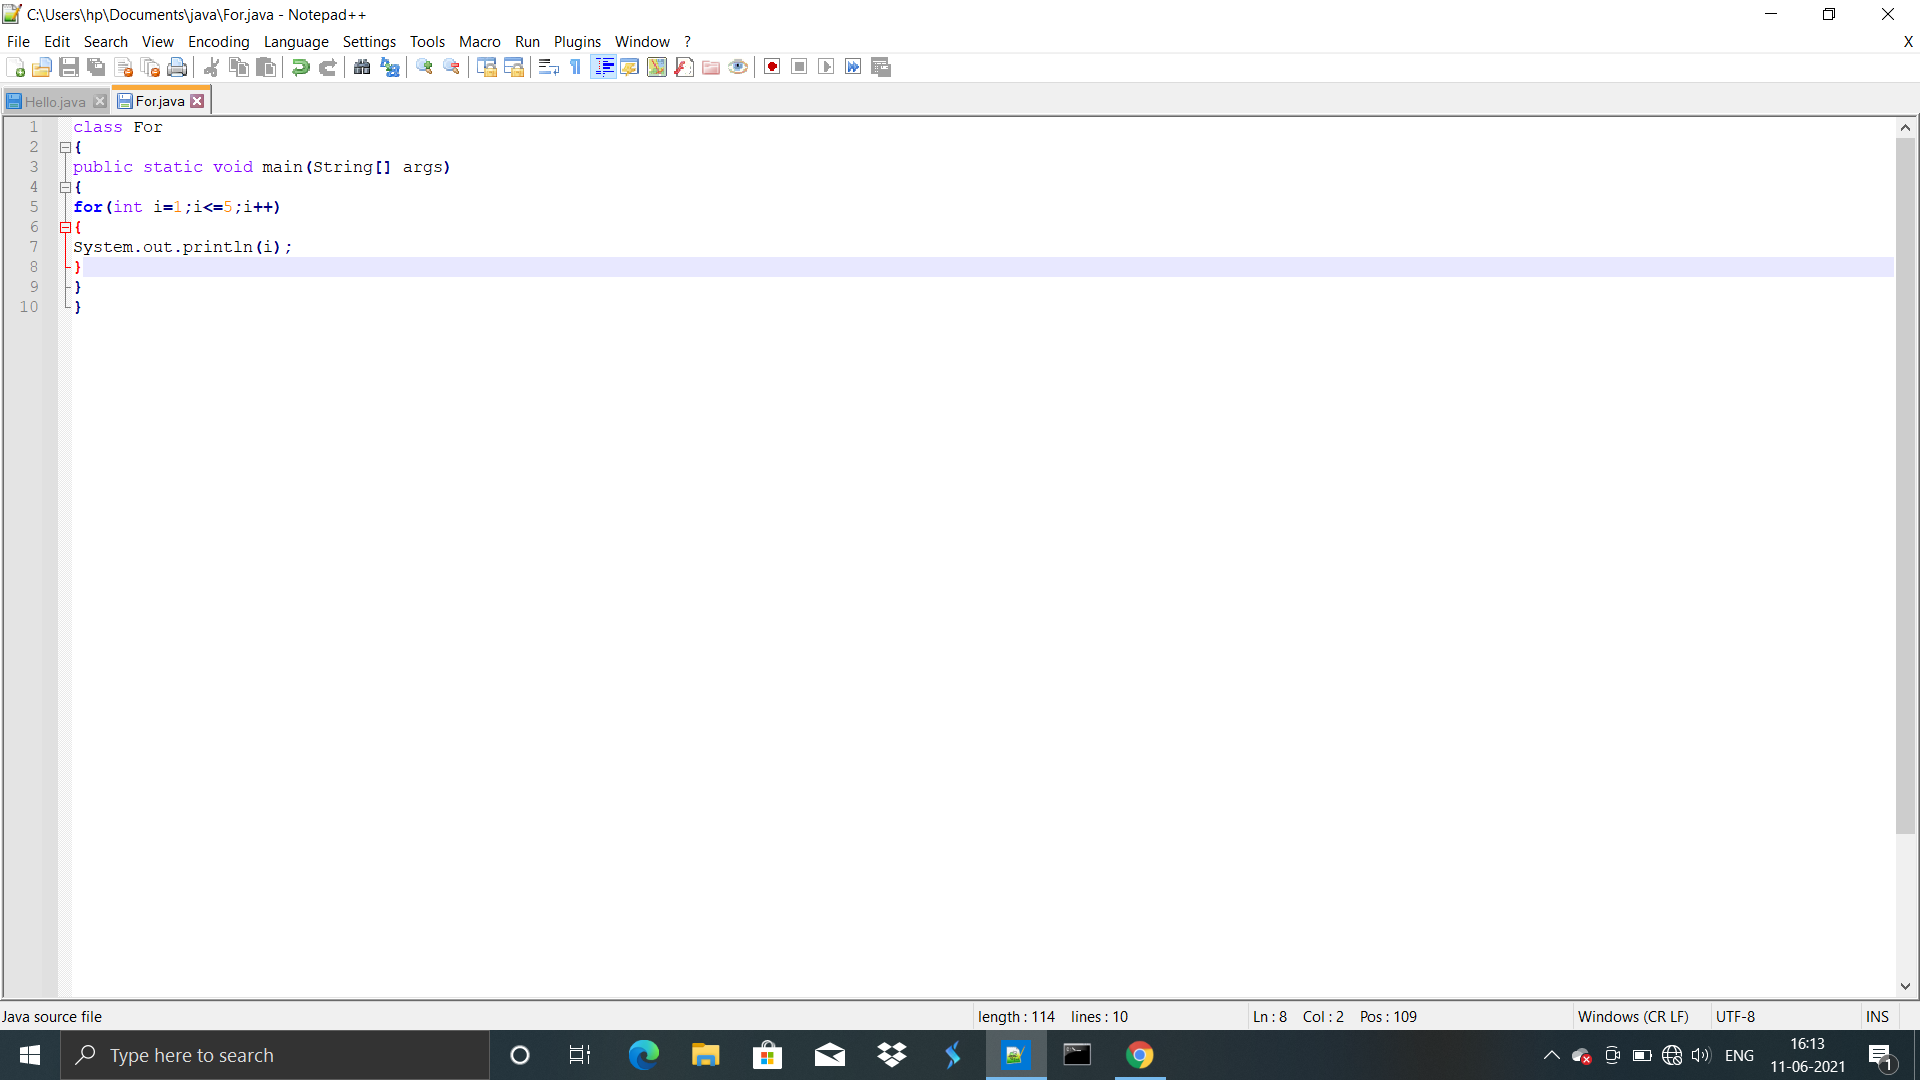 C:\Users\hp\Documents\java\For.java - Notepad++
File Edit Search View Encoding Language Settings Tools Macro Run Plugins Window ? X
Hello.java For.java
1 class For
2 {
3 public static void main(String[] args)
4 {
5 for(int i=1;i<=5;i++)
6 {
7 System.out.println(i);
8 }
9 }
10 }
Java source file length : 114 lines : 10 Ln : 8 Col : 2 Pos : 109 Windows (CR LF) UTF-8 INS
Type here to search ENG 16:13
11-06-2021 1